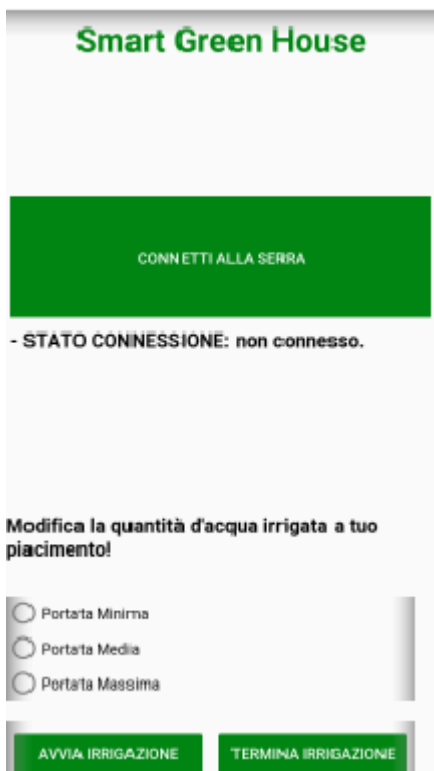 Smart Green House
CONNETTI ALLA SERRA
- STATO CONNESSIONE: non connesso.
Modifica la quantità d'acqua irrigata a tuo
piacimento!
Portata Minima
Portata Media
Portata Massima
AVVIA IRRIGAZIONE
TERMINA IRRIGAZIONE